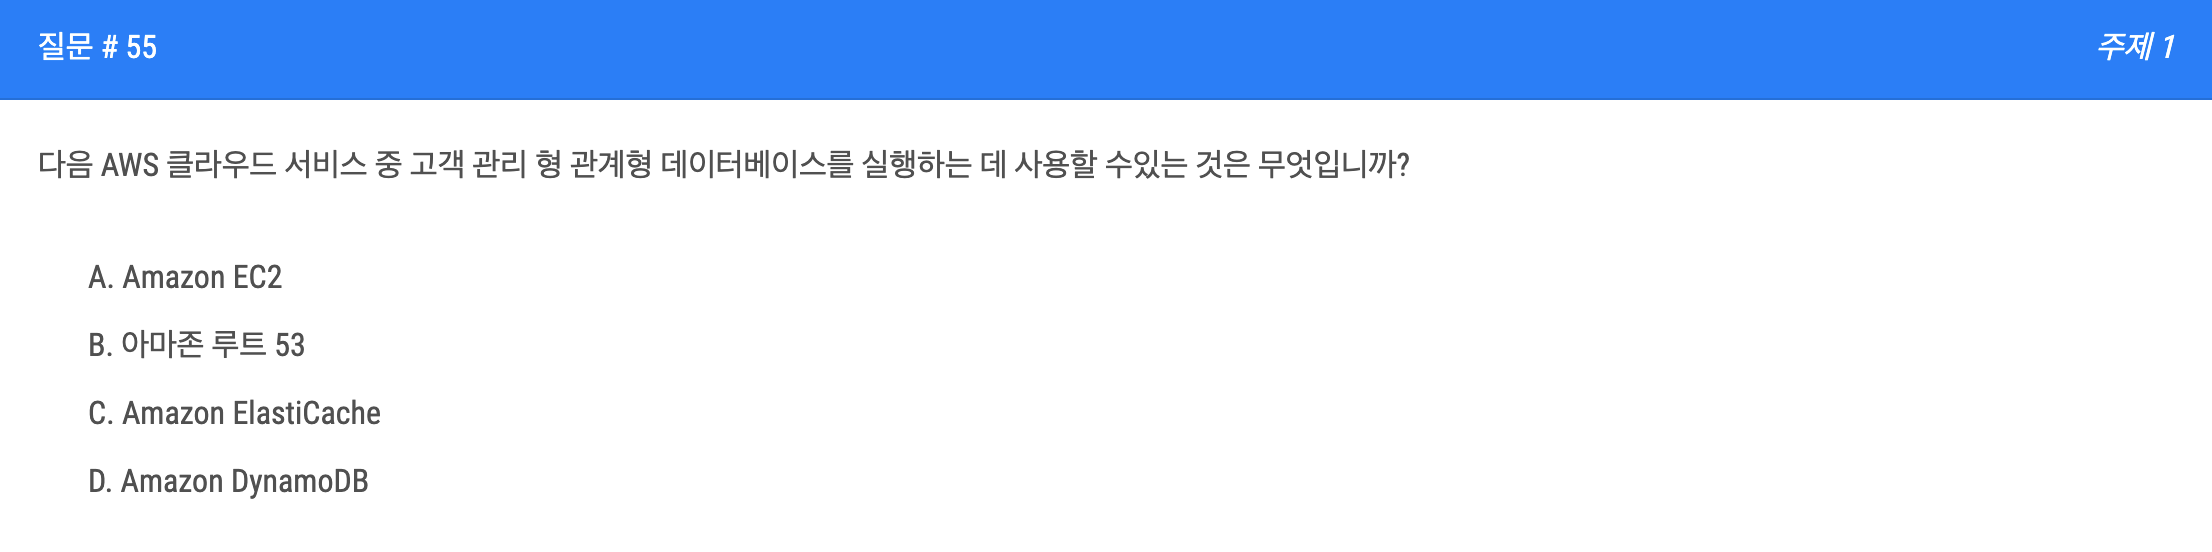 질문 # 55
주제 1
다음 AWS 클라우드 서비스 중 고객 관리 형 관계형 데이터베이스를 실행하는 데 사용할 수있는 것은 무엇입니까?
A. Amazon EC2
B. 아마존 루트 53
C. Amazon ElastiCache
D. Amazon DynamoDB